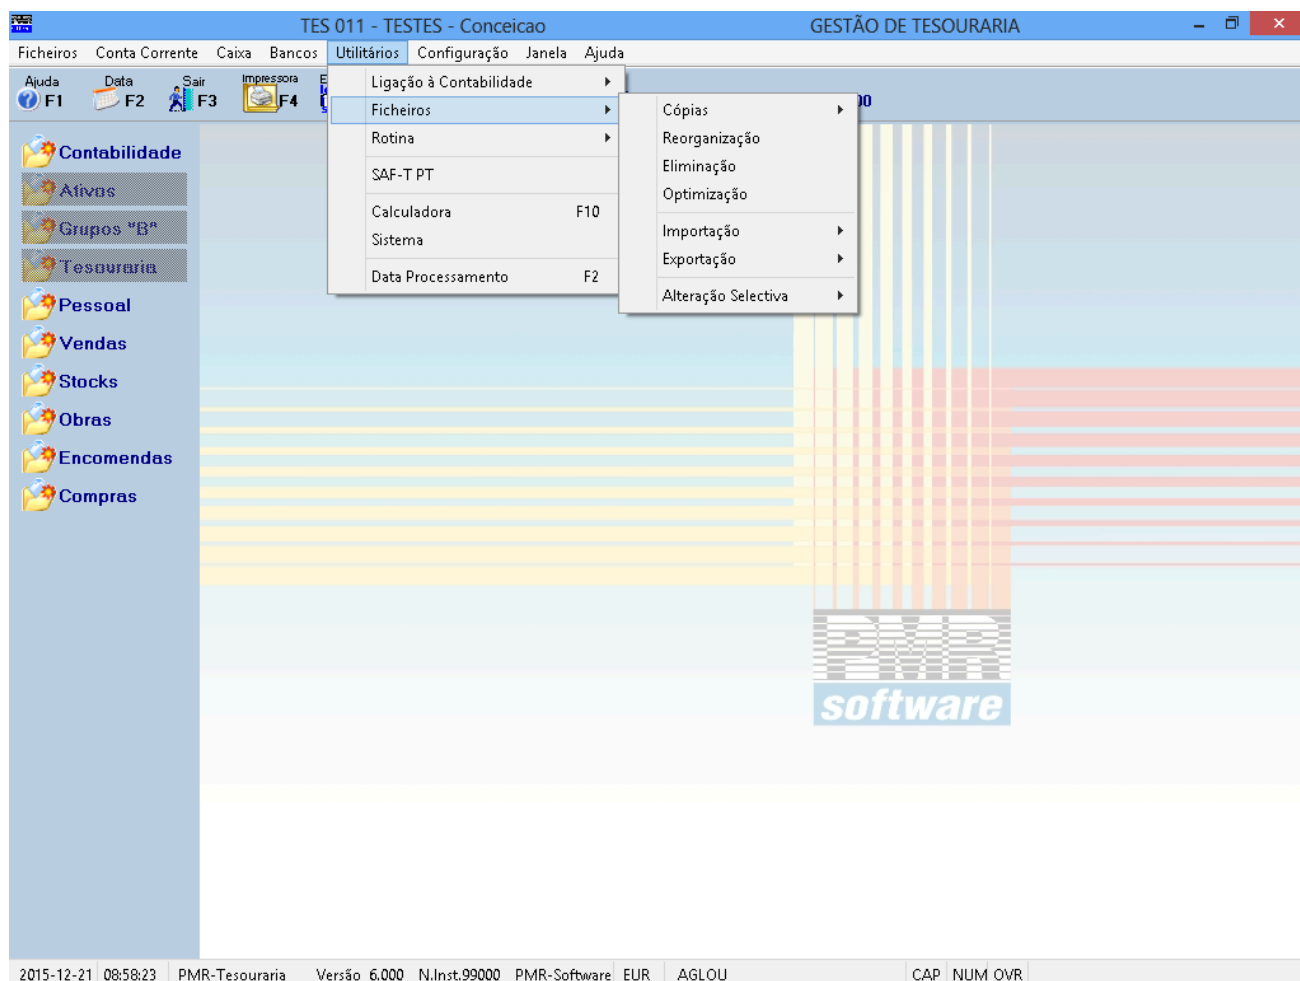 TES 011 - TESTES - Conceicao GESTÃO DE TESOURARIA
Ficheiros Conta Corrente Caixa Bancos Utilitários Configuração Janela Ajuda
Ajuda F1 Data F2 Sair F3 Impressora F4
Ligação à Contabilidade
Ficheiros
Rotina
SAF-T PT
Calculadora F10
Sistema
Data Processamento F2
Cópias
Reorganização
Eliminação
Optimização
Importação
Exportação
Alteração Selectiva
Contabilidade
Ativos
Grupos "B"
Tesouraria
Pessoal
Vendas
Stocks
Obras
Encomendas
Compras
PMR
software
2015-12-21 08:58:23 PMR-Tesouraria Versão 6.000 N.Inst.99000 PMR-Software EUR AGLOU CAP NUM OVR